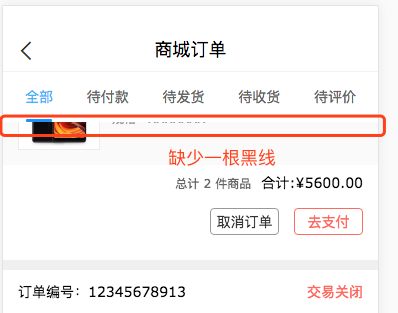 商城订单
全部 待付款 待发货 待收货 待评价
缺少一根黑线
总计 2 件商品 合计:¥5600.00
取消订单 去支付
订单编号：12345678913 交易关闭